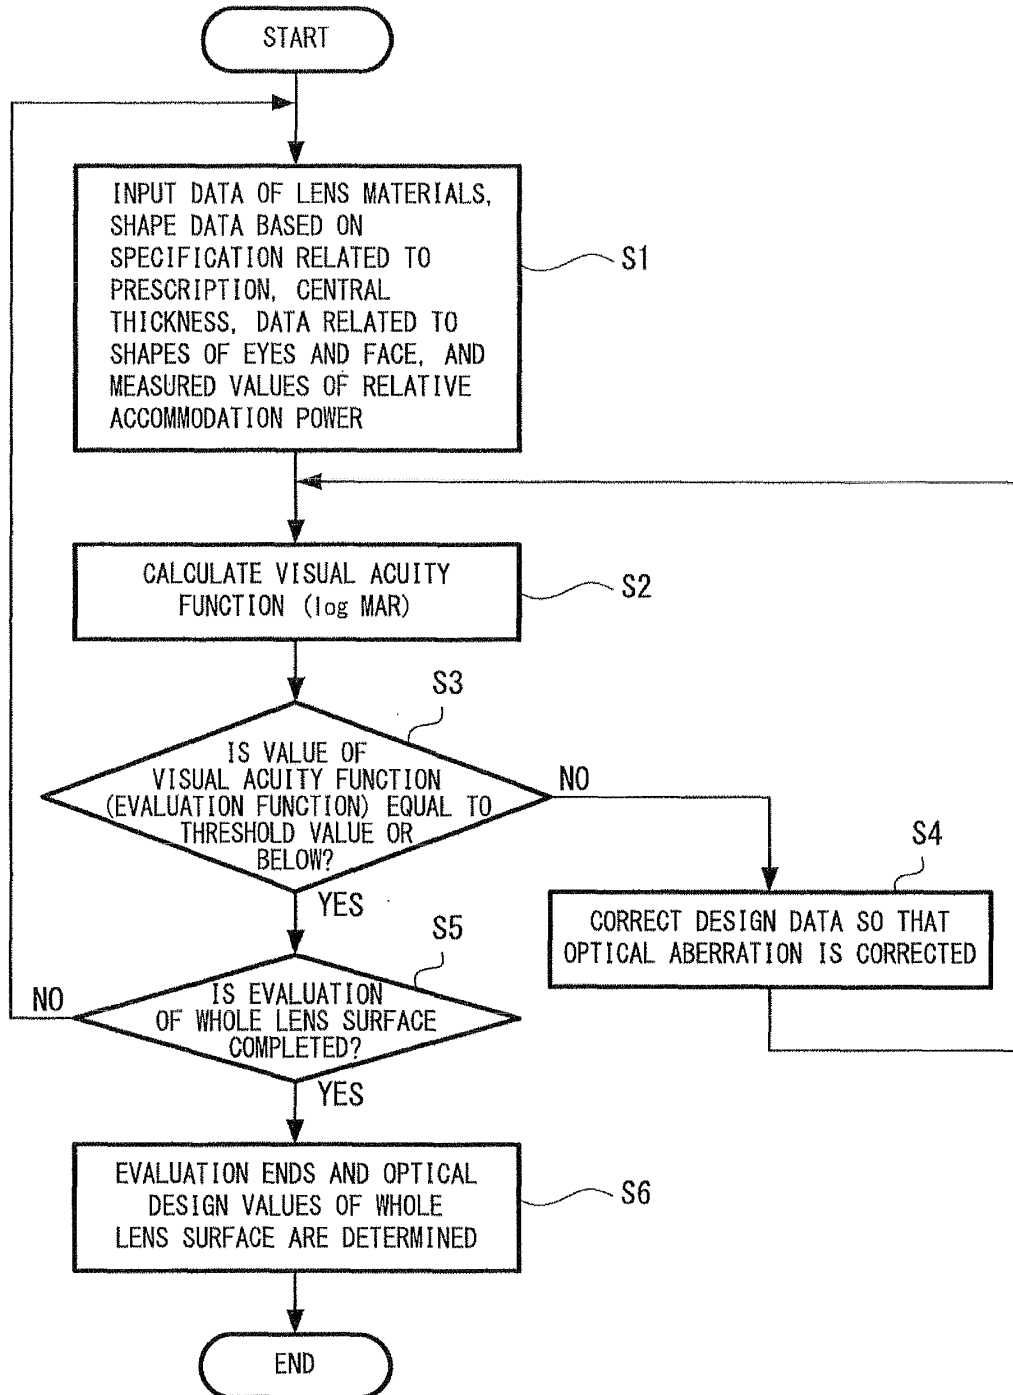 START
INPUT DATA OF LENS MATERIALS,
SHAPE DATA BASED ON
SPECIFICATION RELATED TO
PRESCRIPTION, CENTRAL
THICKNESS, DATA RELATED TO
SHAPES OF EYES AND FACE, AND
MEASURED VALUES OF RELATIVE
ACCOMMODATION POWER
S1
CALCULATE VISUAL ACUITY
FUNCTION (log MAR)
S2
S3
IS VALUE OF
VISUAL ACUITY FUNCTION
(EVALUATION FUNCTION) EQUAL TO
THRESHOLD VALUE OR
BELOW?
NO
YES
S4
CORRECT DESIGN DATA SO THAT
OPTICAL ABERRATION IS CORRECTED
S5
IS EVALUATION
OF WHOLE LENS SURFACE
COMPLETED?
NO
YES
EVALUATION ENDS AND OPTICAL
DESIGN VALUES OF WHOLE
LENS SURFACE ARE DETERMINED
S6
END